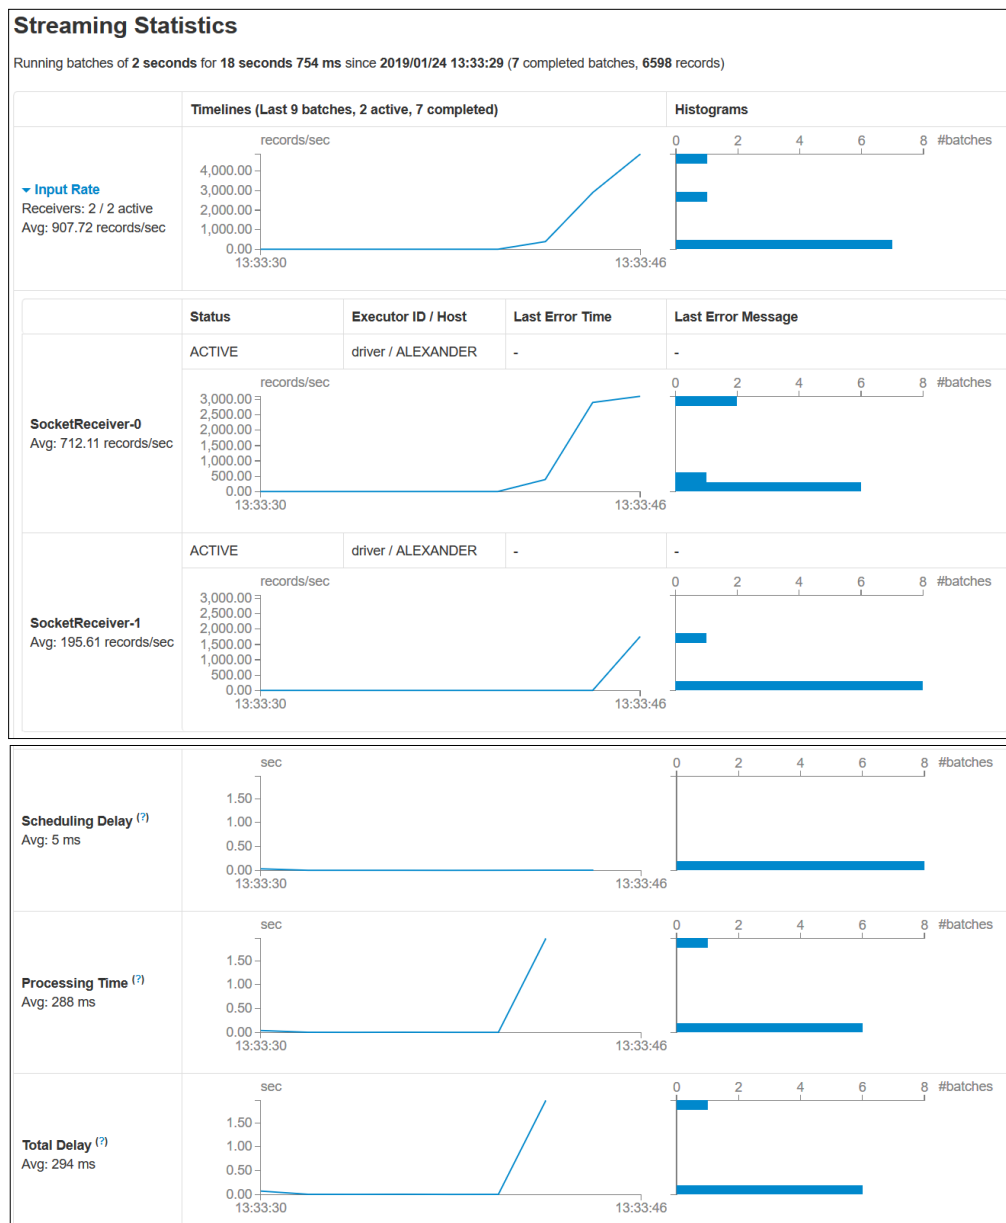 Streaming Statistics
Running batches of 2 seconds for 18 seconds 754 ms since 2019/01/24 13:33:29 (7 completed batches, 6598 records)
Timelines (Last 9 batches, 2 active, 7 completed) Histograms
Input Rate
Receivers: 2 / 2 active
Avg: 907.72 records/sec
records/sec
4,000.00
3,000.00
2,000.00
1,000.00
0.00
13:33:30 13:33:46
0 2 4 6 8 #batches
Status Executor ID / Host Last Error Time Last Error Message
SocketReceiver-0
Avg: 712.11 records/sec
ACTIVE driver / ALEXANDER - -
records/sec
3,000.00
2,500.00
2,000.00
1,500.00
1,000.00
500.00
0.00
13:33:30 13:33:46
0 2 4 6 8 #batches
SocketReceiver-1
Avg: 195.61 records/sec
ACTIVE driver / ALEXANDER - -
records/sec
3,000.00
2,500.00
2,000.00
1,500.00
1,000.00
500.00
0.00
13:33:30 13:33:46
0 2 4 6 8 #batches
Scheduling Delay (?)
Avg: 5 ms
sec
1.50
1.00
0.50
0.00
13:33:30 13:33:46
0 2 4 6 8 #batches
Processing Time (?)
Avg: 288 ms
sec
1.50
1.00
0.50
0.00
13:33:30 13:33:46
0 2 4 6 8 #batches
Total Delay (?)
Avg: 294 ms
sec
1.50
1.00
0.50
0.00
13:33:30 13:33:46
0 2 4 6 8 #batches